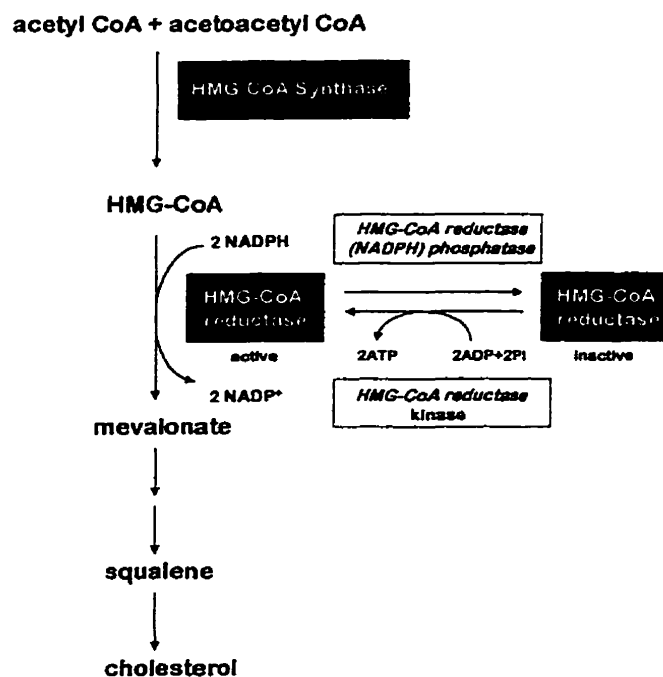 acetyl CoA + acetoacetyl CoA
HMG CoA Synthase
HMG-CoA
2 NADPH
HMG-CoA reductase
(NADPH) phosphatase
HMG-CoA
reductase
active
HMG-CoA
reductase
inactive
2ATP
2ADP+2Pi
2 NADP+
HMG-CoA reductase
kinase
mevalonate
squalene
cholesterol